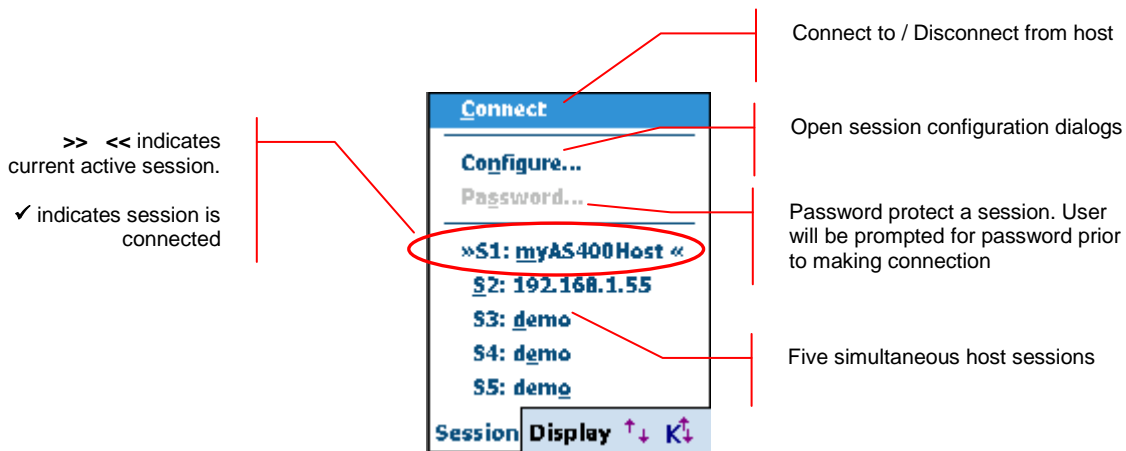 >> << indicates
current active session.
✓ indicates session is
connected
Connect
Configure...
Password...
»S1: myAS400Host «
S2: 192.168.1.55
S3: demo
S4: demo
S5: demo
Session Display ↑↓ K↑↓
Connect to / Disconnect from host
Open session configuration dialogs
Password protect a session. User
will be prompted for password prior
to making connection
Five simultaneous host sessions